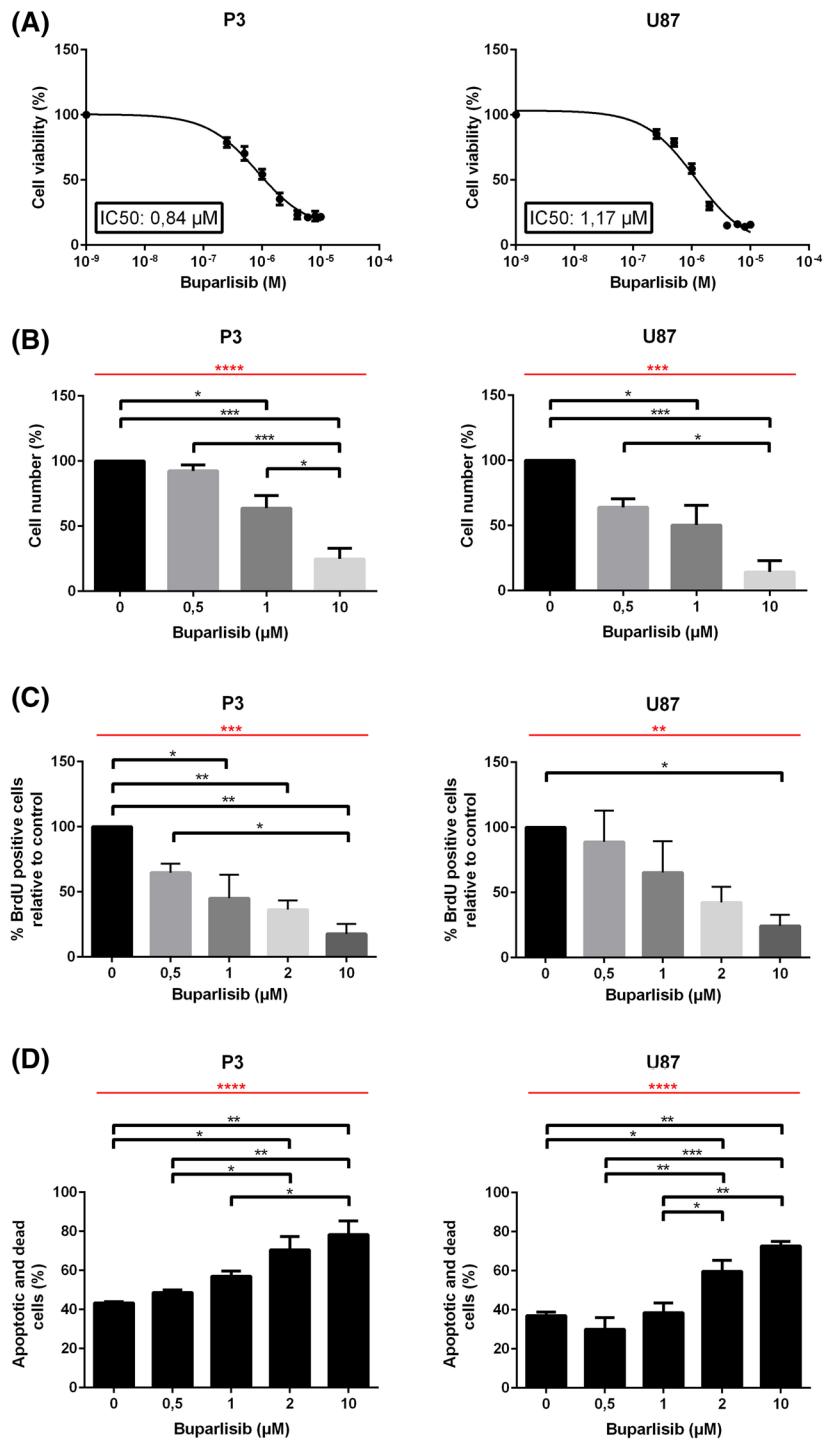 (A)
P3
U87
Cell viability (%)
150
100
50
0
IC50: 0,84 µM
10-9
10-8
10-7
10-6
10-5
10-4
Buparlisib (M)
Cell viability (%)
150
100
50
0
IC50: 1,17 µM
10-9
10-8
10-7
10-6
10-5
10-4
Buparlisib (M)
(B)
P3
U87
****
*
***
***
*
Cell number (%)
150
100
50
0
0 0,5 1 10
Buparlisib (µM)
***
*
***
*
Cell number (%)
150
100
50
0
0 0,5 1 10
Buparlisib (µM)
(C)
P3
U87
***
*
**
**
*
% BrdU positive cells
relative to control
150
100
50
0
0 0,5 1 2 10
Buparlisib (µM)
**
*
% BrdU positive cells
relative to control
150
100
50
0
0 0,5 1 2 10
Buparlisib (µM)
(D)
P3
U87
****
**
*
**
*
*
Apoptotic and dead
cells (%)
100
80
60
40
20
0
0 0,5 1 2 10
Buparlisib (µM)
****
**
*
***
**
**
*
Apoptotic and dead
cells (%)
100
80
60
40
20
0
0 0,5 1 2 10
Buparlisib (µM)